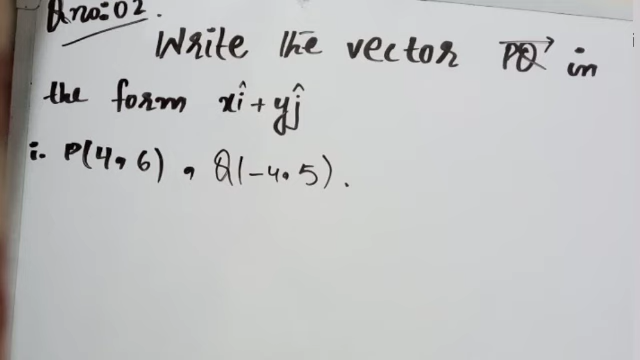 Q no: 02.
Write the vector PQ⃗ in
the form xî + yĵ
i. P(4, 6), Q(-4, 5).